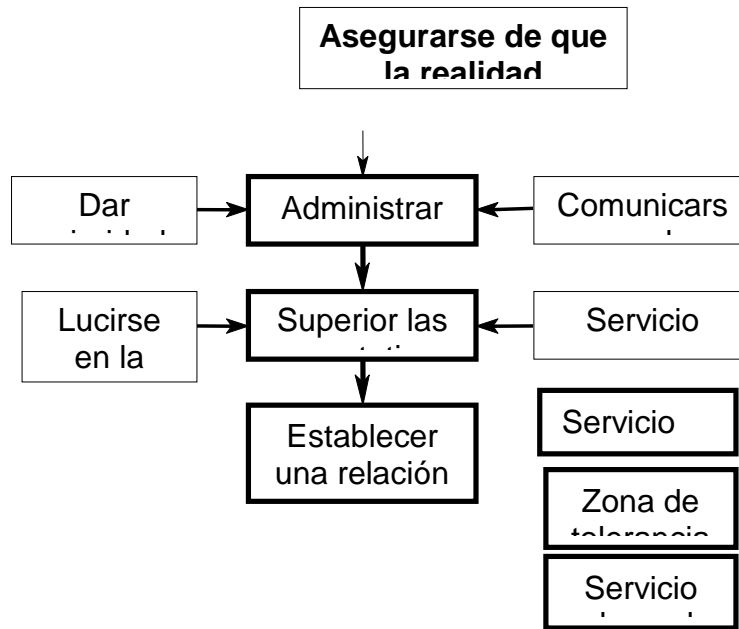 Asegurarse de que
la realidad
Dar
Administrar
Comunicars
Lucirse
en la
Superior las
Servicio
Establecer
una relación
Servicio
Zona de
tolerancia
Servicio